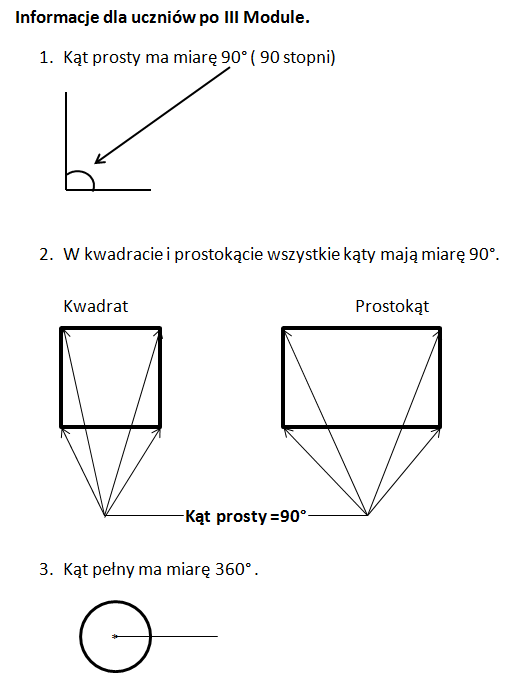 Informacje dla uczniów po III Module.
1. Kąt prosty ma miarę 90° ( 90 stopni)
2. W kwadracie i prostokącie wszystkie kąty mają miarę 90°.
Kwadrat Prostokąt
Kąt prosty =90°
3. Kąt pełny ma miarę 360° .